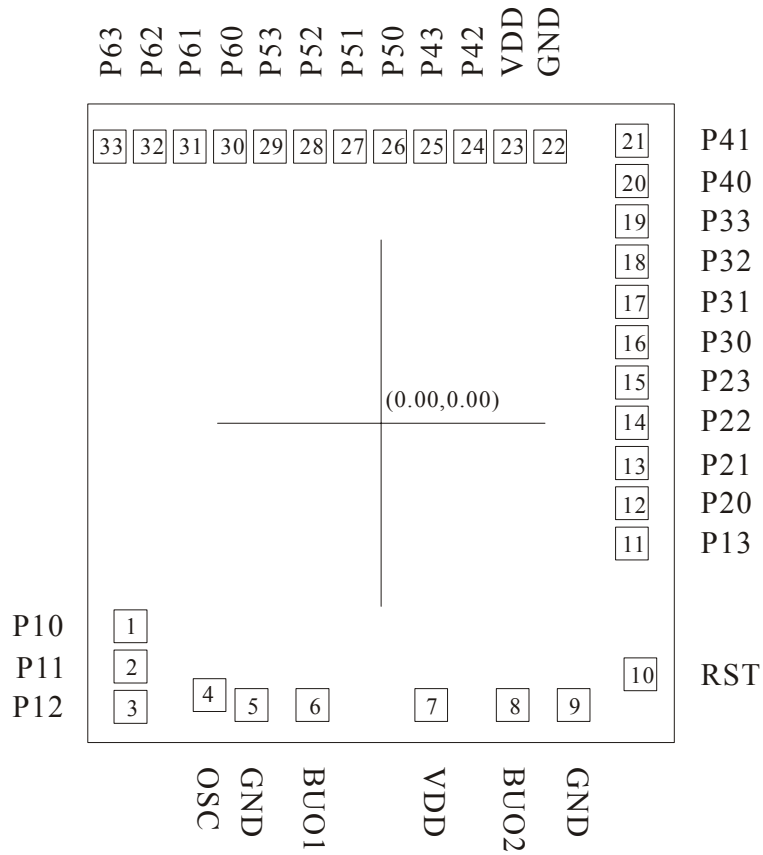 P63 P62 P61 P60 P53 P52 P51 P50 P43 P42 VDD GND
33 32 31 30 29 28 27 26 25 24 23 22
21 P41
20 P40
19 P33
18 P32
17 P31
16 P30
15 P23
(0.00,0.00)
14 P22
13 P21
12 P20
11 P13
P10 1
P11 2
10 RST
P12 3
4 5 6 7 8 9
OSC GND BUO1 VDD BUO2 GND